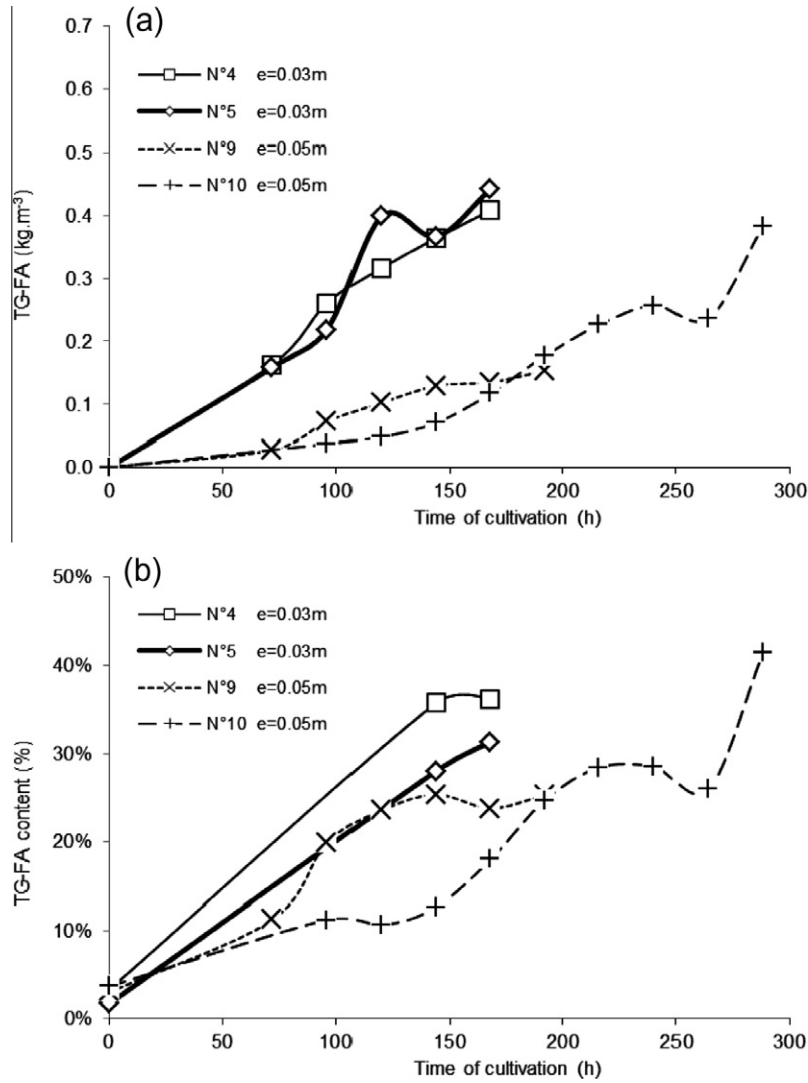 (a)
0.7
0.6
0.5
0.4
0.3
0.2
0.1
0.0
TG-FA (kg.m-3)
N°4 e=0.03m
N°5 e=0.03m
N°9 e=0.05m
N°10 e=0.05m
0 50 100 150 200 250 300
Time of cultivation (h)
(b)
50%
40%
30%
20%
10%
0%
TG-FA content (%)
N°4 e=0.03m
N°5 e=0.03m
N°9 e=0.05m
N°10 e=0.05m
0 50 100 150 200 250 300
Time of cultivation (h)